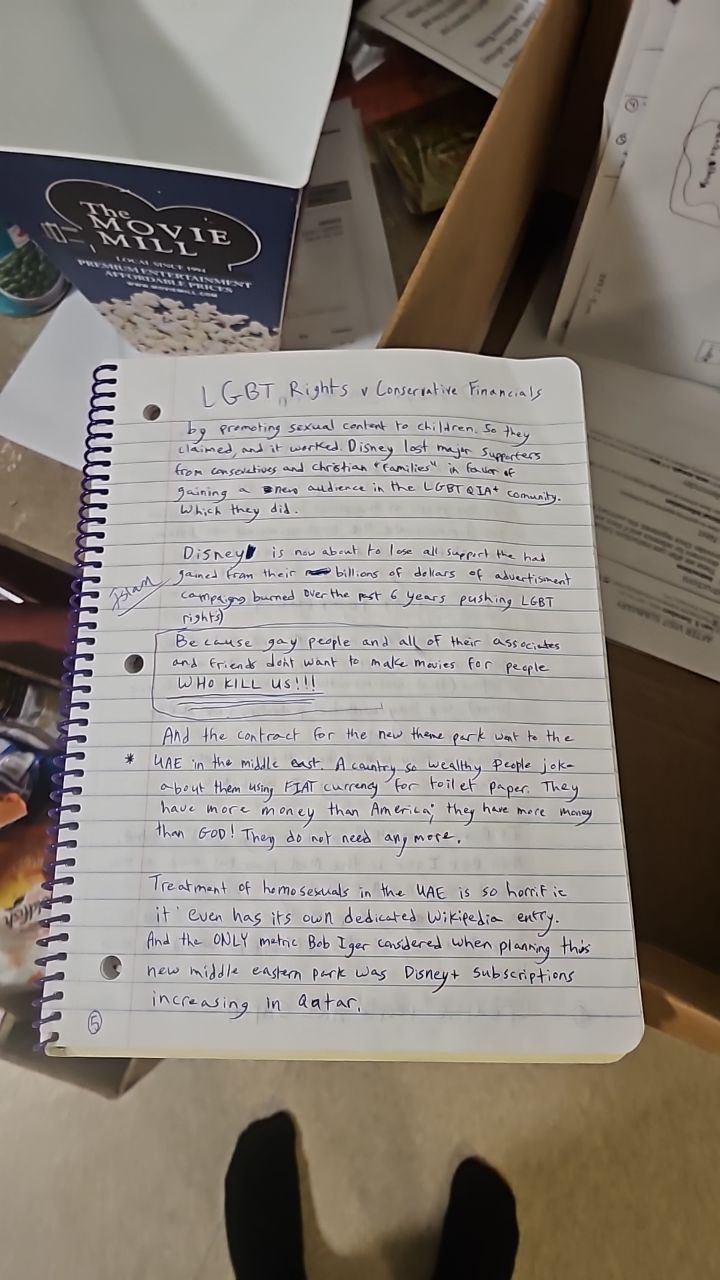 The
MOVIE
MILL
LOCAL SINCE 1994
PREMIUM ENTERTAINMENT
AFFORDABLE PRICES
WWW.MOVIEMILL.COM
LGBT Rights v Conservative Financials
by promoting sexual content to children. So they
claimed, and it worked. Disney lost major supporters
from conservatives and christian "families" in favor of
gaining a new audience in the LGBTQIA+ comunity.
Which they did.
Disney is now about to lose all support the had
gained from their billions of dollars of advertisment
campaigns burned over the past 6 years pushing LGBT
rights)
Islam
Because gay people and all of their associates
and friends dont want to make movies for people
WHO KILL US!!!
And the contract for the new theme park went to the
* UAE in the middle east. A country so wealthy people joke
about them using FIAT currency for toilet paper. They
have more money than America; they have more money
than GOD! They do not need any more.
Treatment of homosexuals in the UAE is so horrific
it even has its own dedicated Wikipedia entry.
And the ONLY metric Bob Iger considered when planning this
new middle eastern park was Disney+ subscriptions
increasing in Qatar.
5